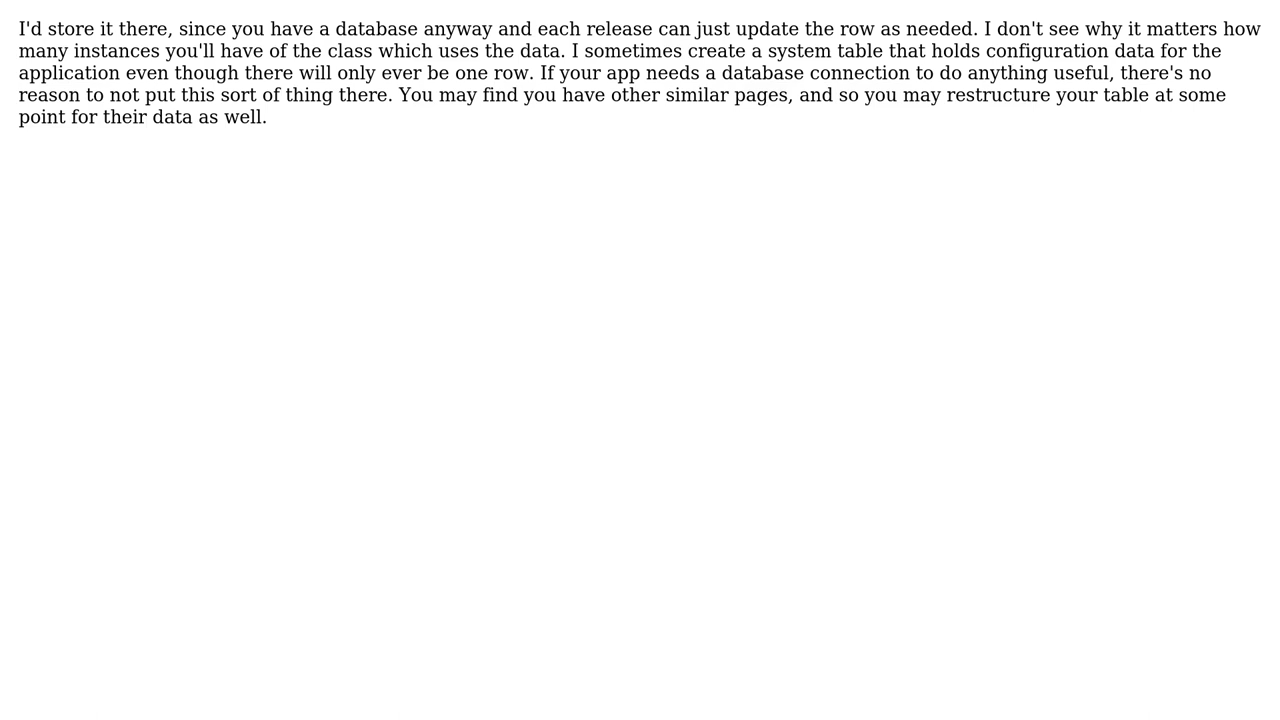 I'd store it there, since you have a database anyway and each release can just update the row as needed. I don't see why it matters how
many instances you'll have of the class which uses the data. I sometimes create a system table that holds configuration data for the
application even though there will only ever be one row. If your app needs a database connection to do anything useful, there's no
reason to not put this sort of thing there. You may find you have other similar pages, and so you may restructure your table at some
point for their data as well.